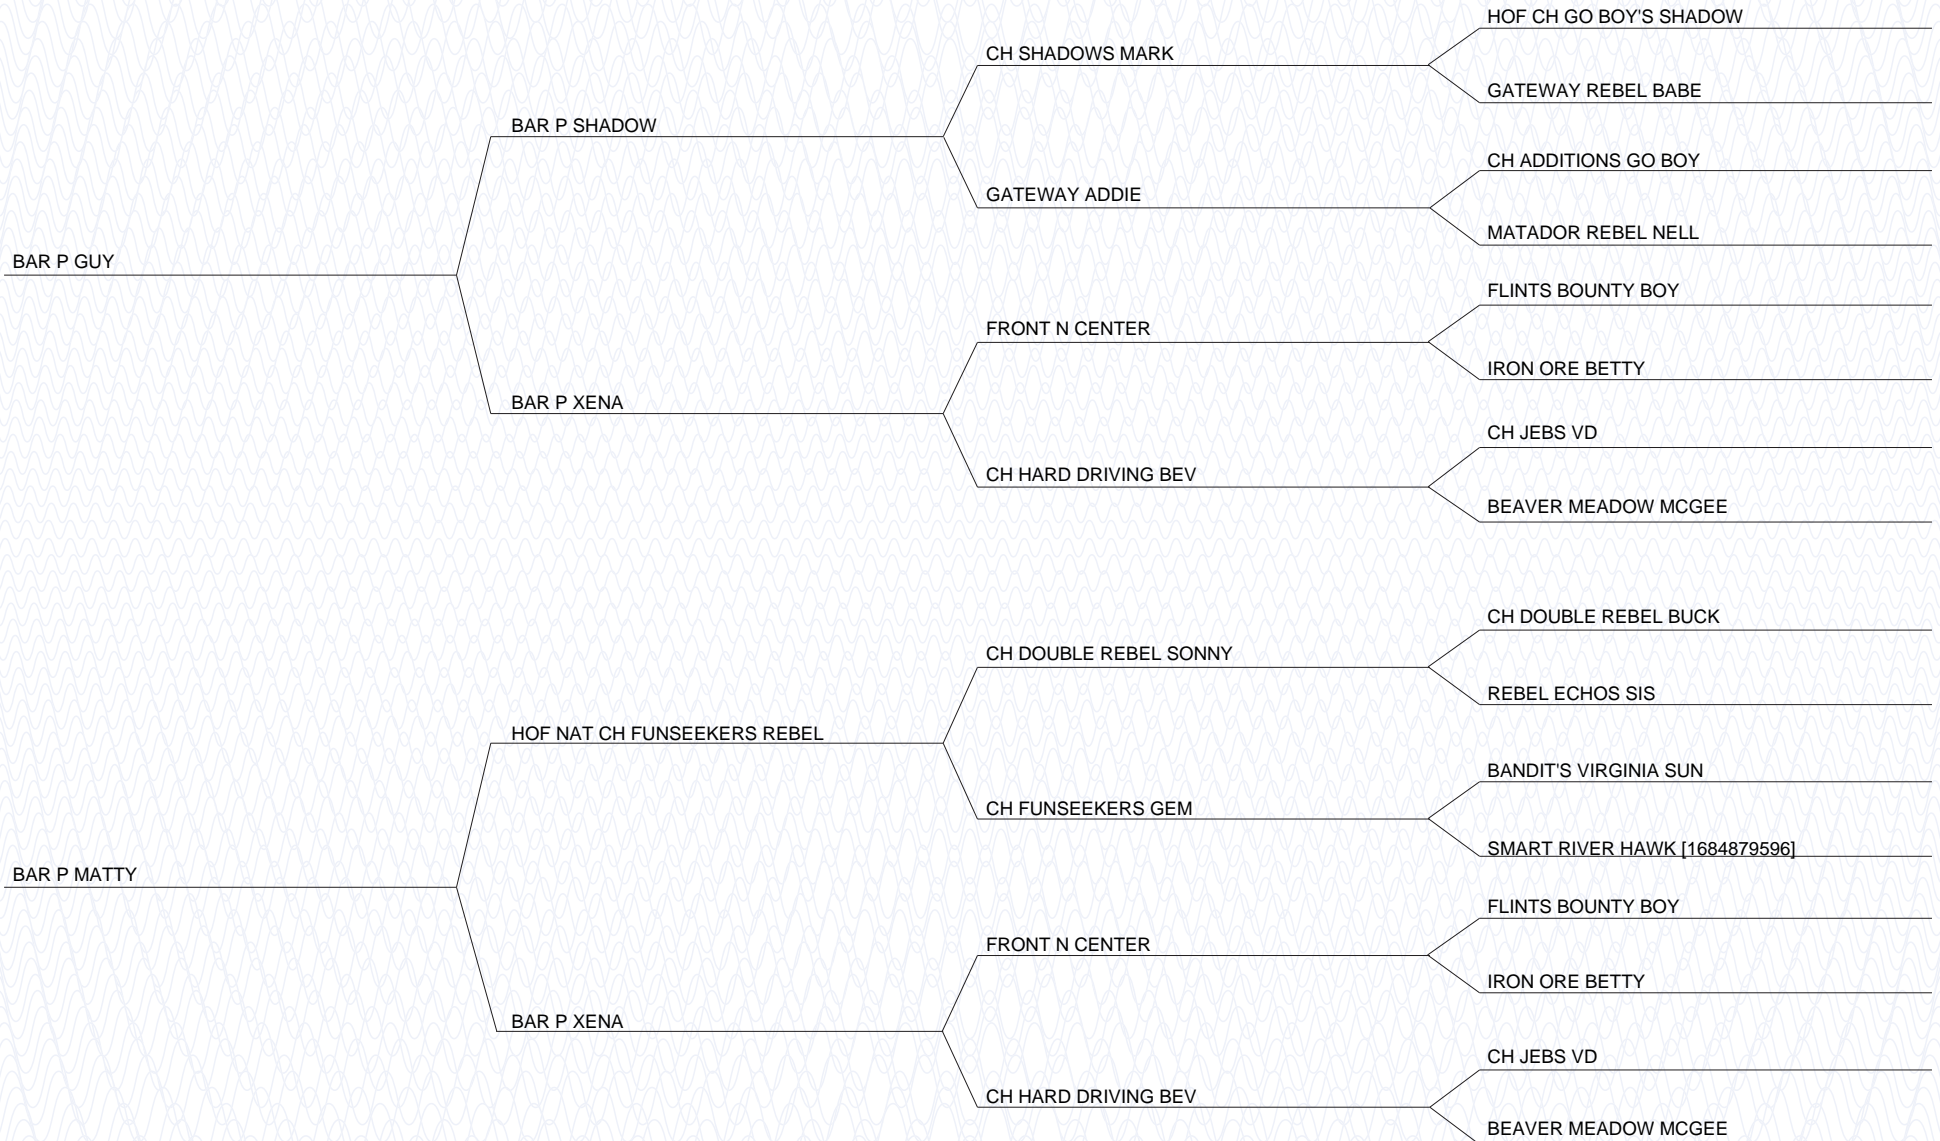 HOF CH GO BOY'S SHADOW
CH SHADOWS MARK
GATEWAY REBEL BABE
BAR P SHADOW
CH ADDITIONS GO BOY
GATEWAY ADDIE
MATADOR REBEL NELL
BAR P GUY
FLINTS BOUNTY BOY
FRONT N CENTER
IRON ORE BETTY
BAR P XENA
CH JEBS VD
CH HARD DRIVING BEV
BEAVER MEADOW MCGEE
CH DOUBLE REBEL BUCK
CH DOUBLE REBEL SONNY
REBEL ECHOS SIS
HOF NAT CH FUNSEEKERS REBEL
BANDIT'S VIRGINIA SUN
CH FUNSEEKERS GEM
SMART RIVER HAWK [1684879596]
BAR P MATTY
FLINTS BOUNTY BOY
FRONT N CENTER
IRON ORE BETTY
BAR P XENA
CH JEBS VD
CH HARD DRIVING BEV
BEAVER MEADOW MCGEE